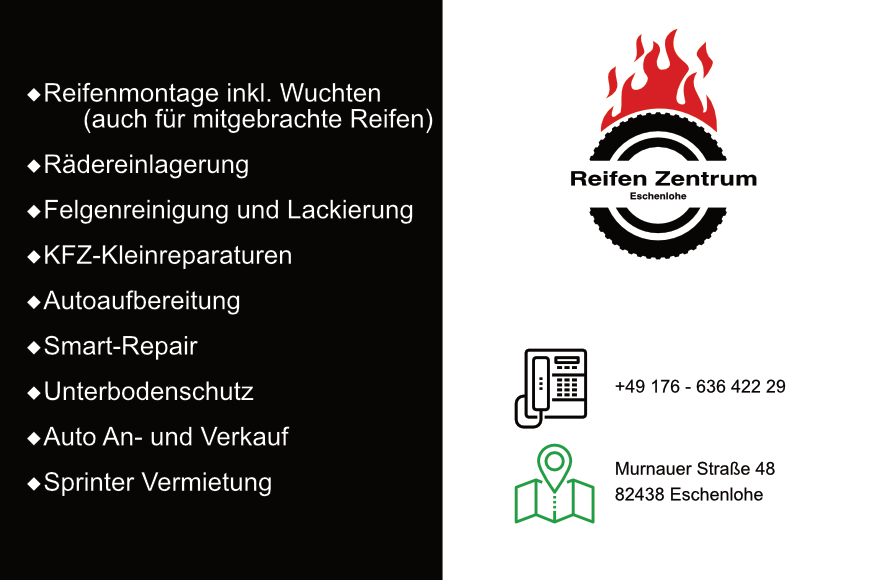 ◆Reifenmontage inkl. Wuchten
(auch für mitgebrachte Reifen)
◆Rädereinlagerung
◆Felgenreinigung und Lackierung
◆KFZ-Kleinreparaturen
◆Autoaufbereitung
◆Smart-Repair
◆Unterbodenschutz
◆Auto An- und Verkauf
◆Sprinter Vermietung
Reifen Zentrum
Eschenlohe
+49 176 - 636 422 29
Murnauer Straße 48
82438 Eschenlohe